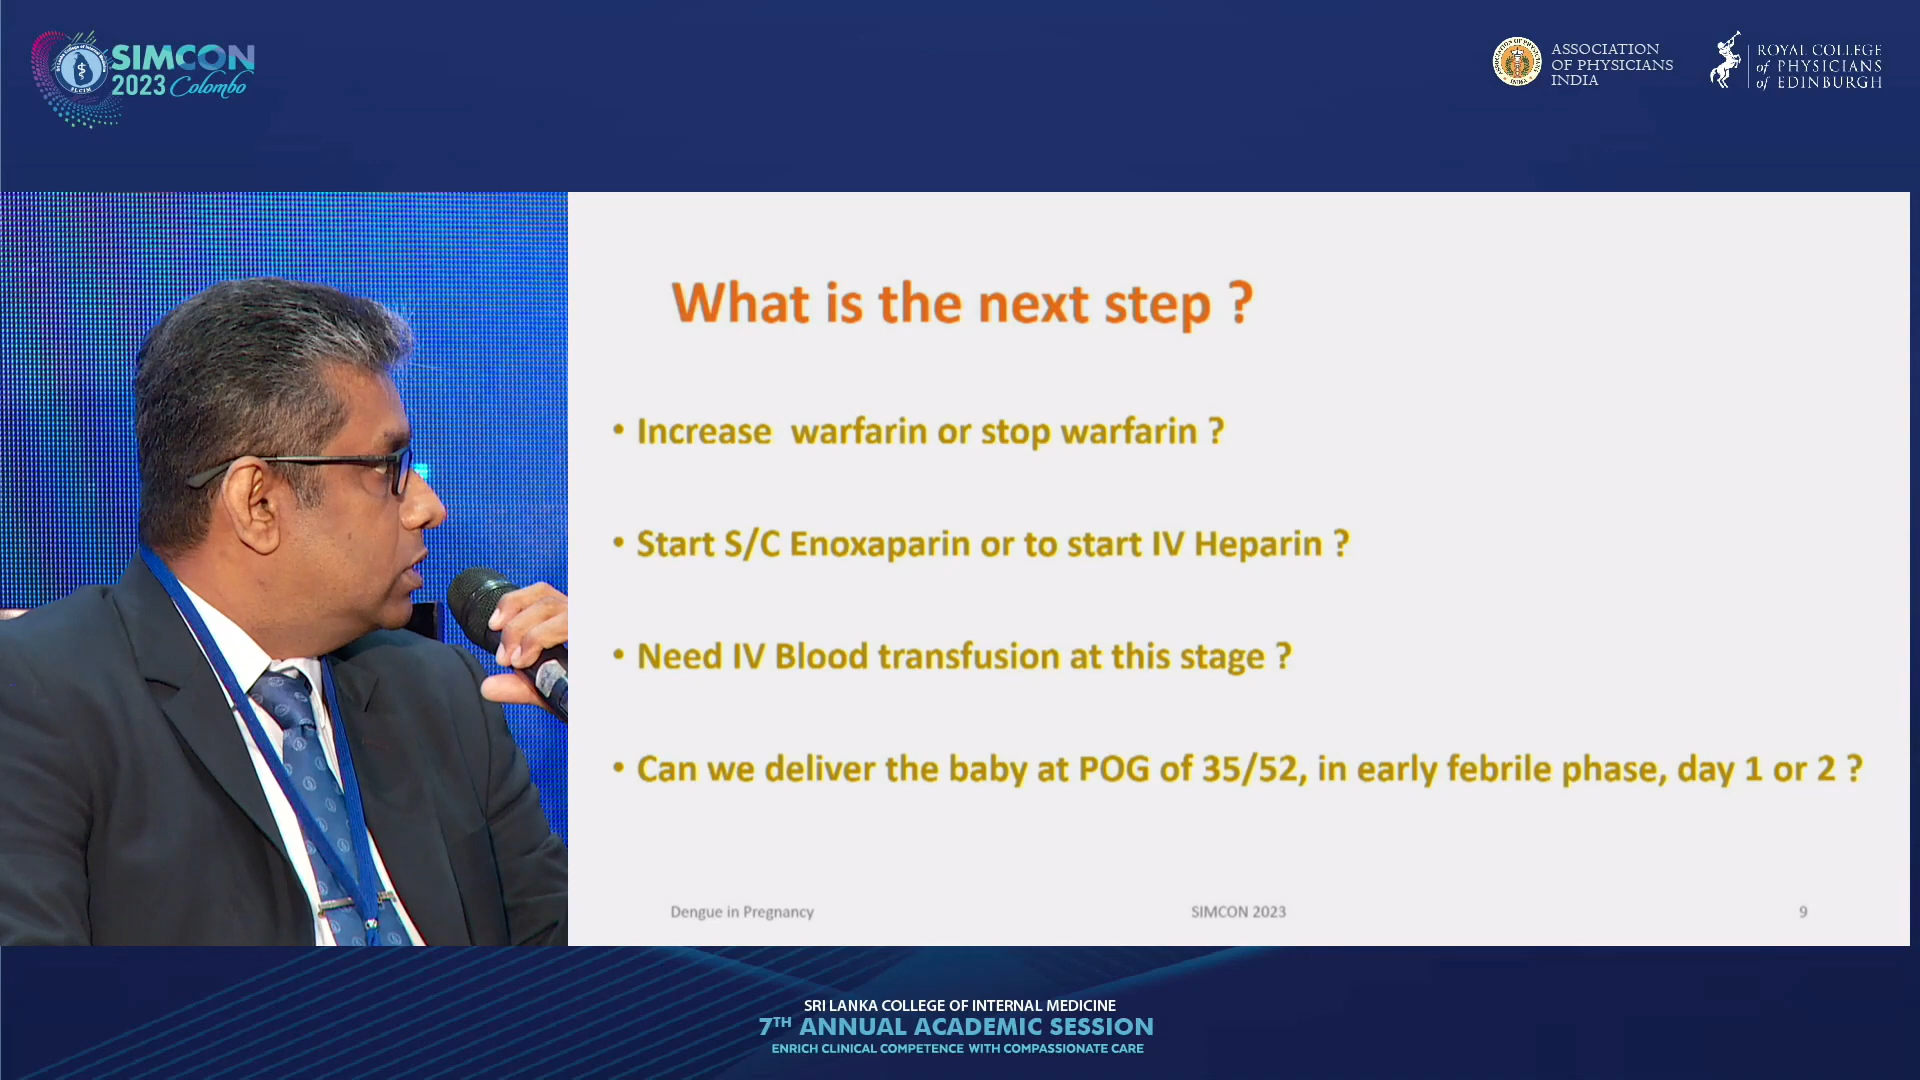 SIMCON
2023 Colombo
SLCIM
ASSOCIATION
OF PHYSICIANS
INDIA
ROYAL COLLEGE
of PHYSICIANS
of EDINBURGH
What is the next step ?
• Increase  warfarin or stop warfarin ?
• Start S/C Enoxaparin or to start IV Heparin ?
• Need IV Blood transfusion at this stage ?
• Can we deliver the baby at POG of 35/52, in early febrile phase, day 1 or 2 ?
Dengue in Pregnancy
SIMCON 2023
9
SRI LANKA COLLEGE OF INTERNAL MEDICINE
7TH ANNUAL ACADEMIC SESSION
ENRICH CLINICAL COMPETENCE WITH COMPASSIONATE CARE